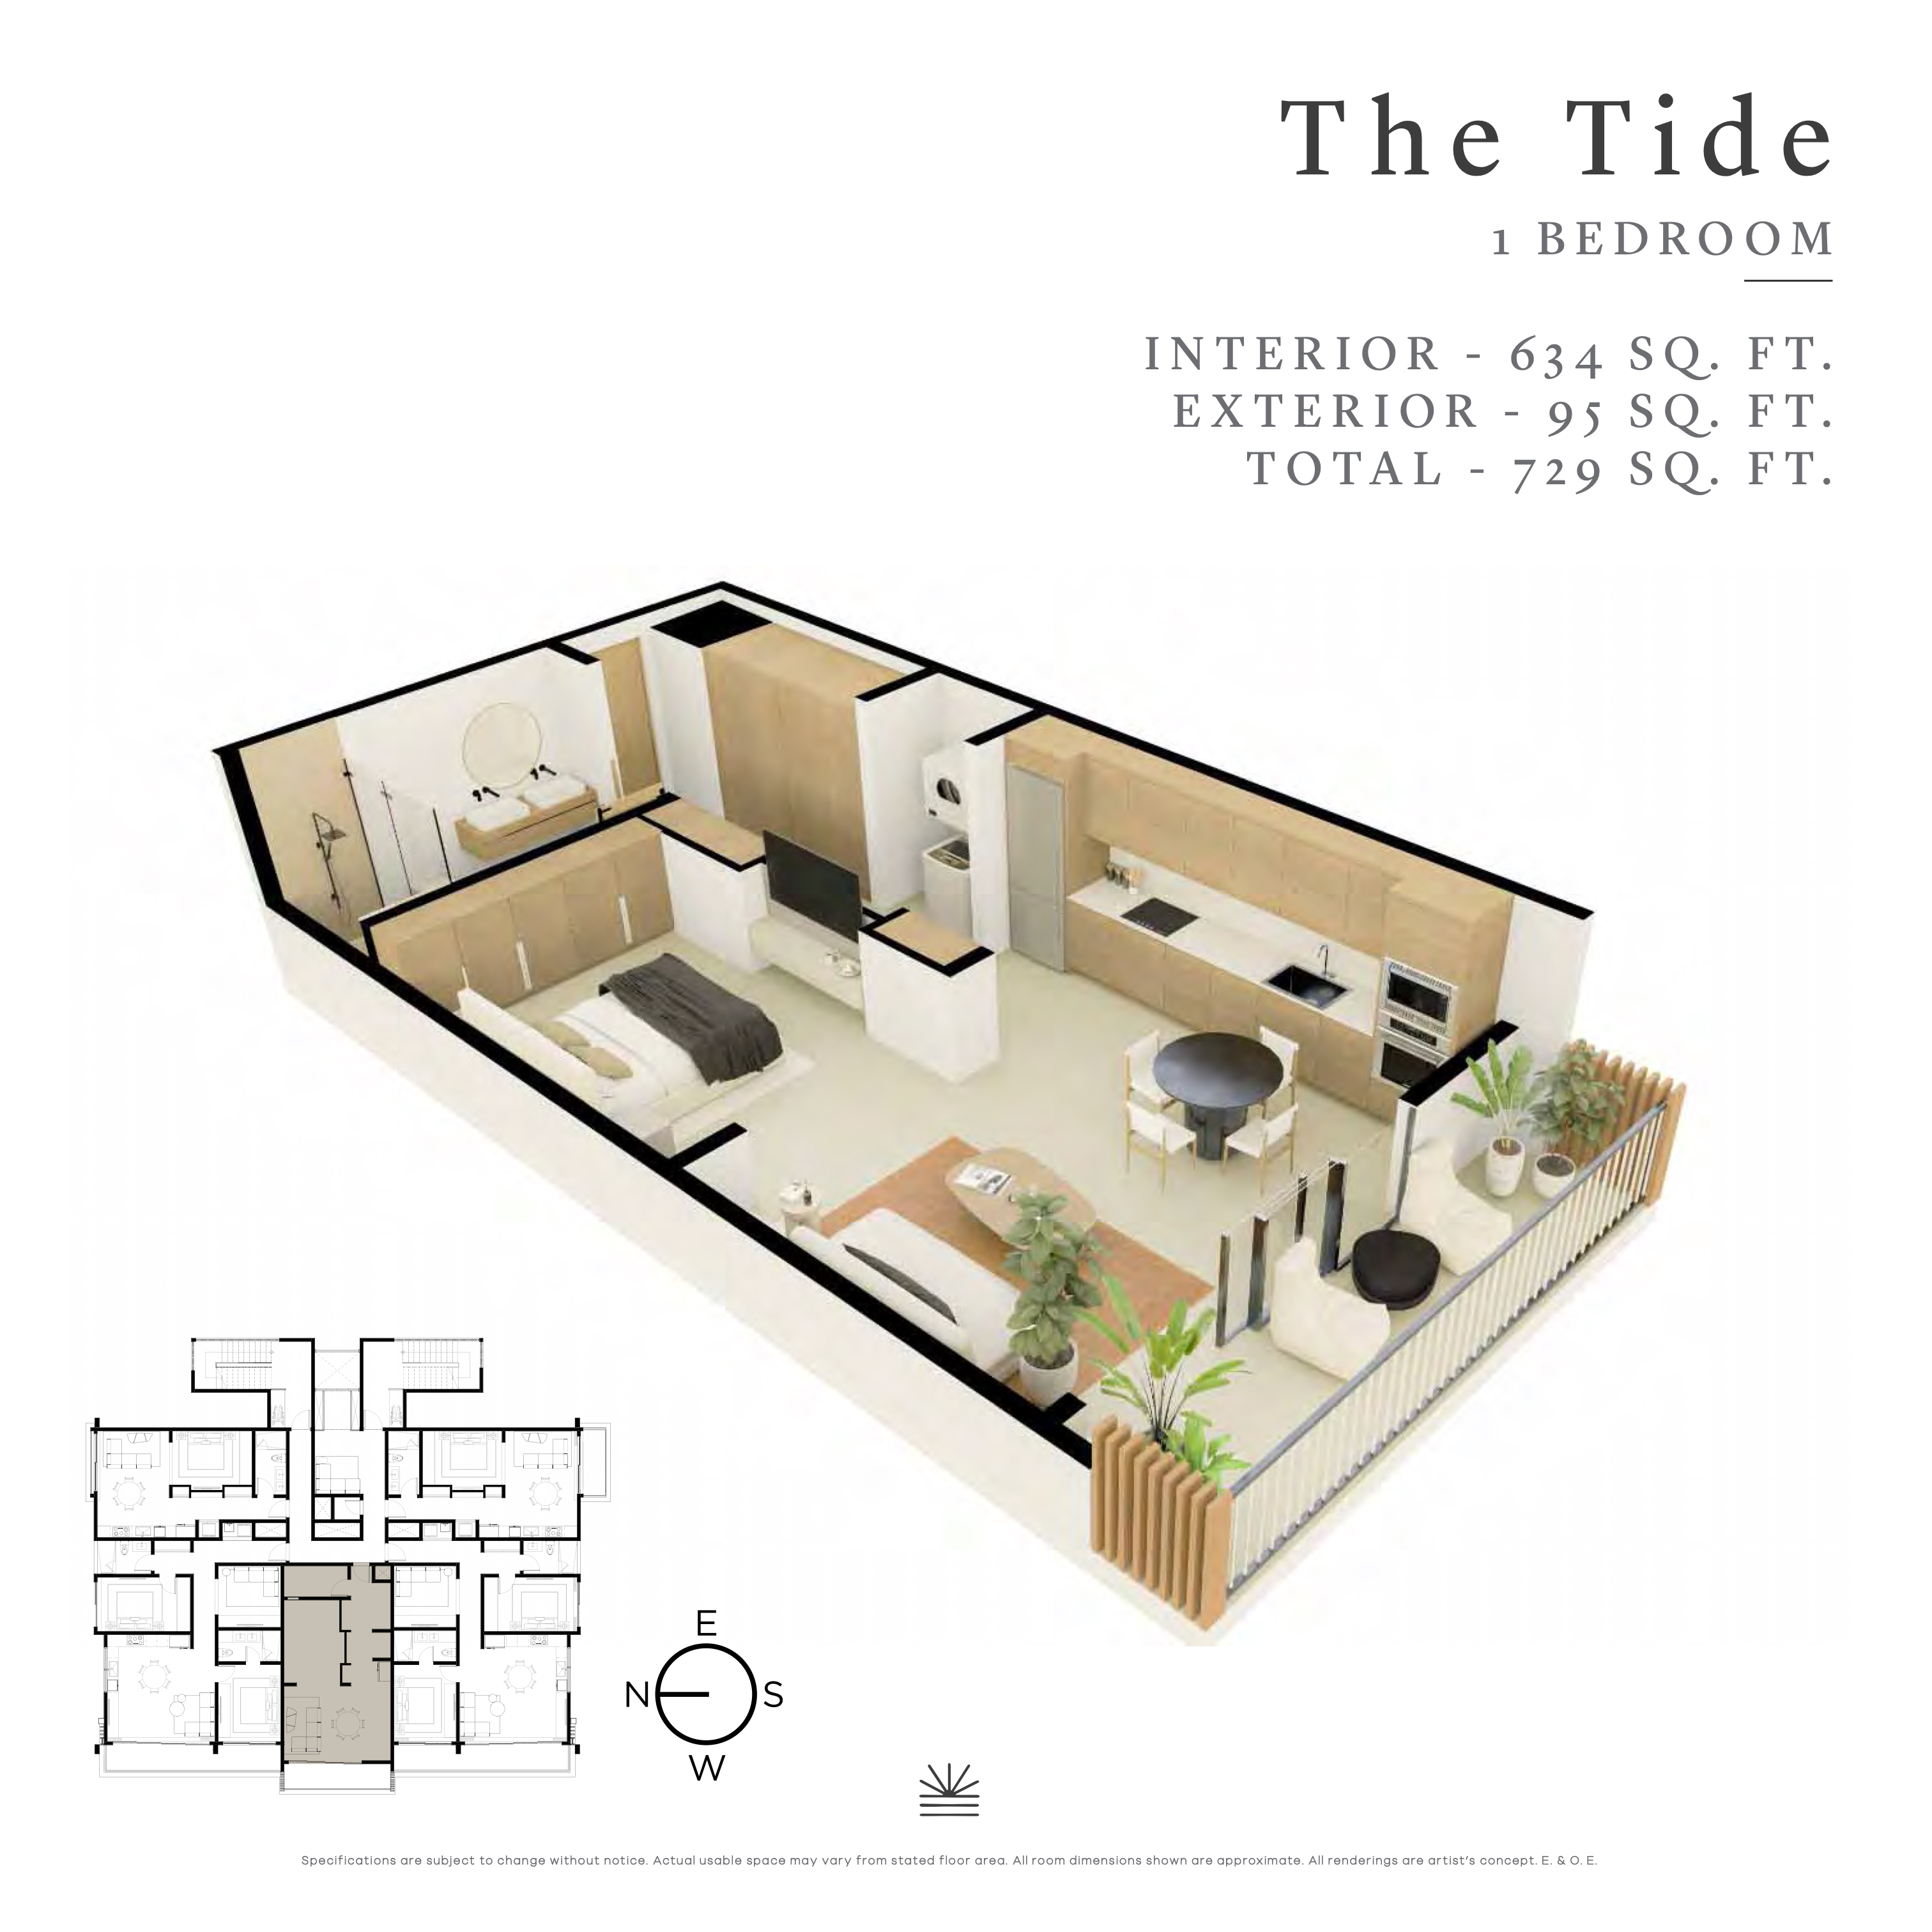 The Tide
1 BEDROOM
INTERIOR - 634 SQ. FT.
EXTERIOR - 95 SQ. FT.
TOTAL - 729 SQ. FT.
E
N
S
W
Specifications are subject to change without notice. Actual usable space may vary from stated floor area. All room dimensions shown are approximate. All renderings are artist's concept. E. & O. E.